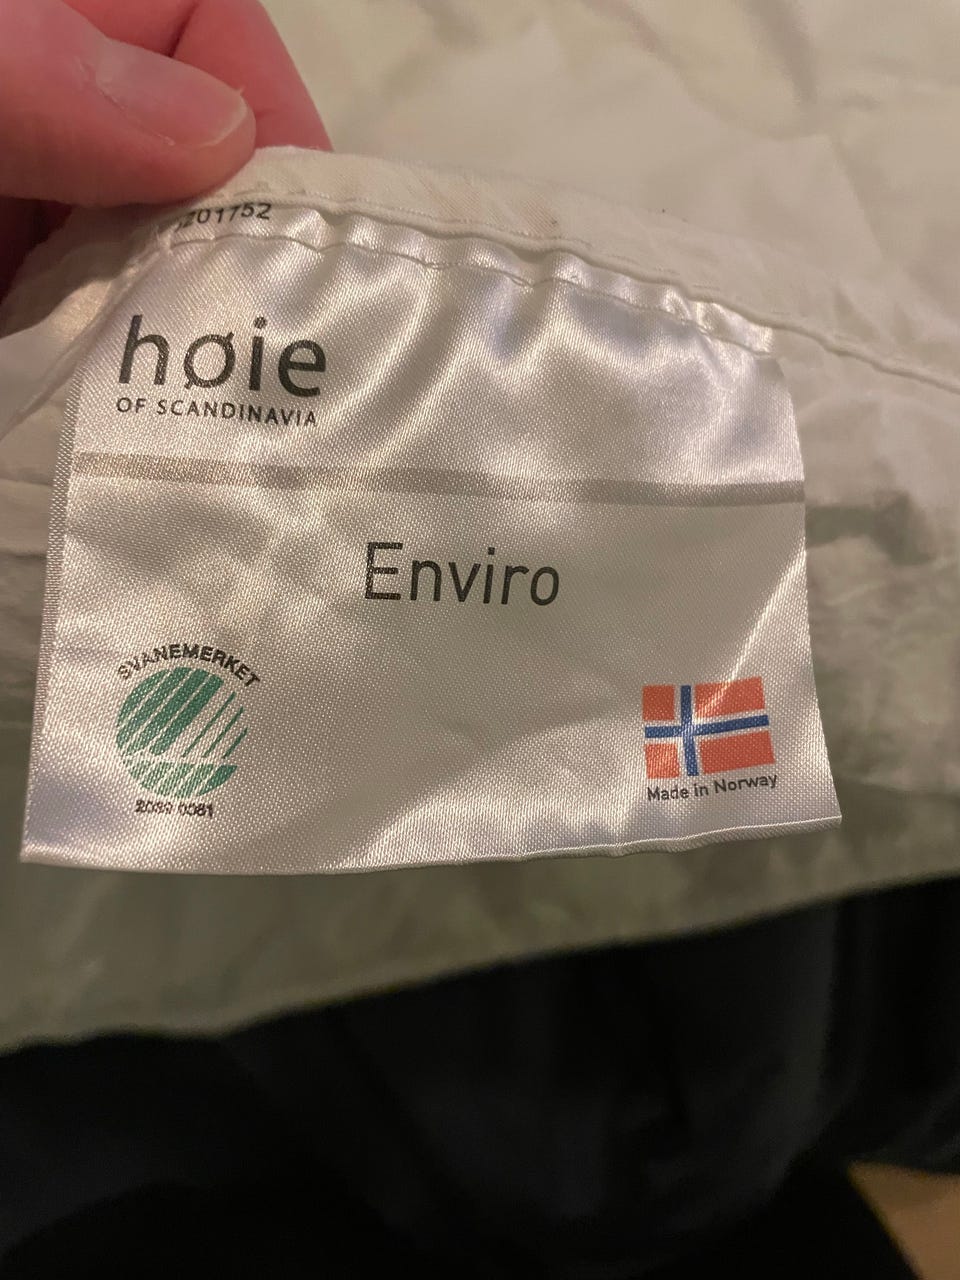 høie
OF SCANDINAVIA
Enviro
SVANEMERKET
Made in Norway